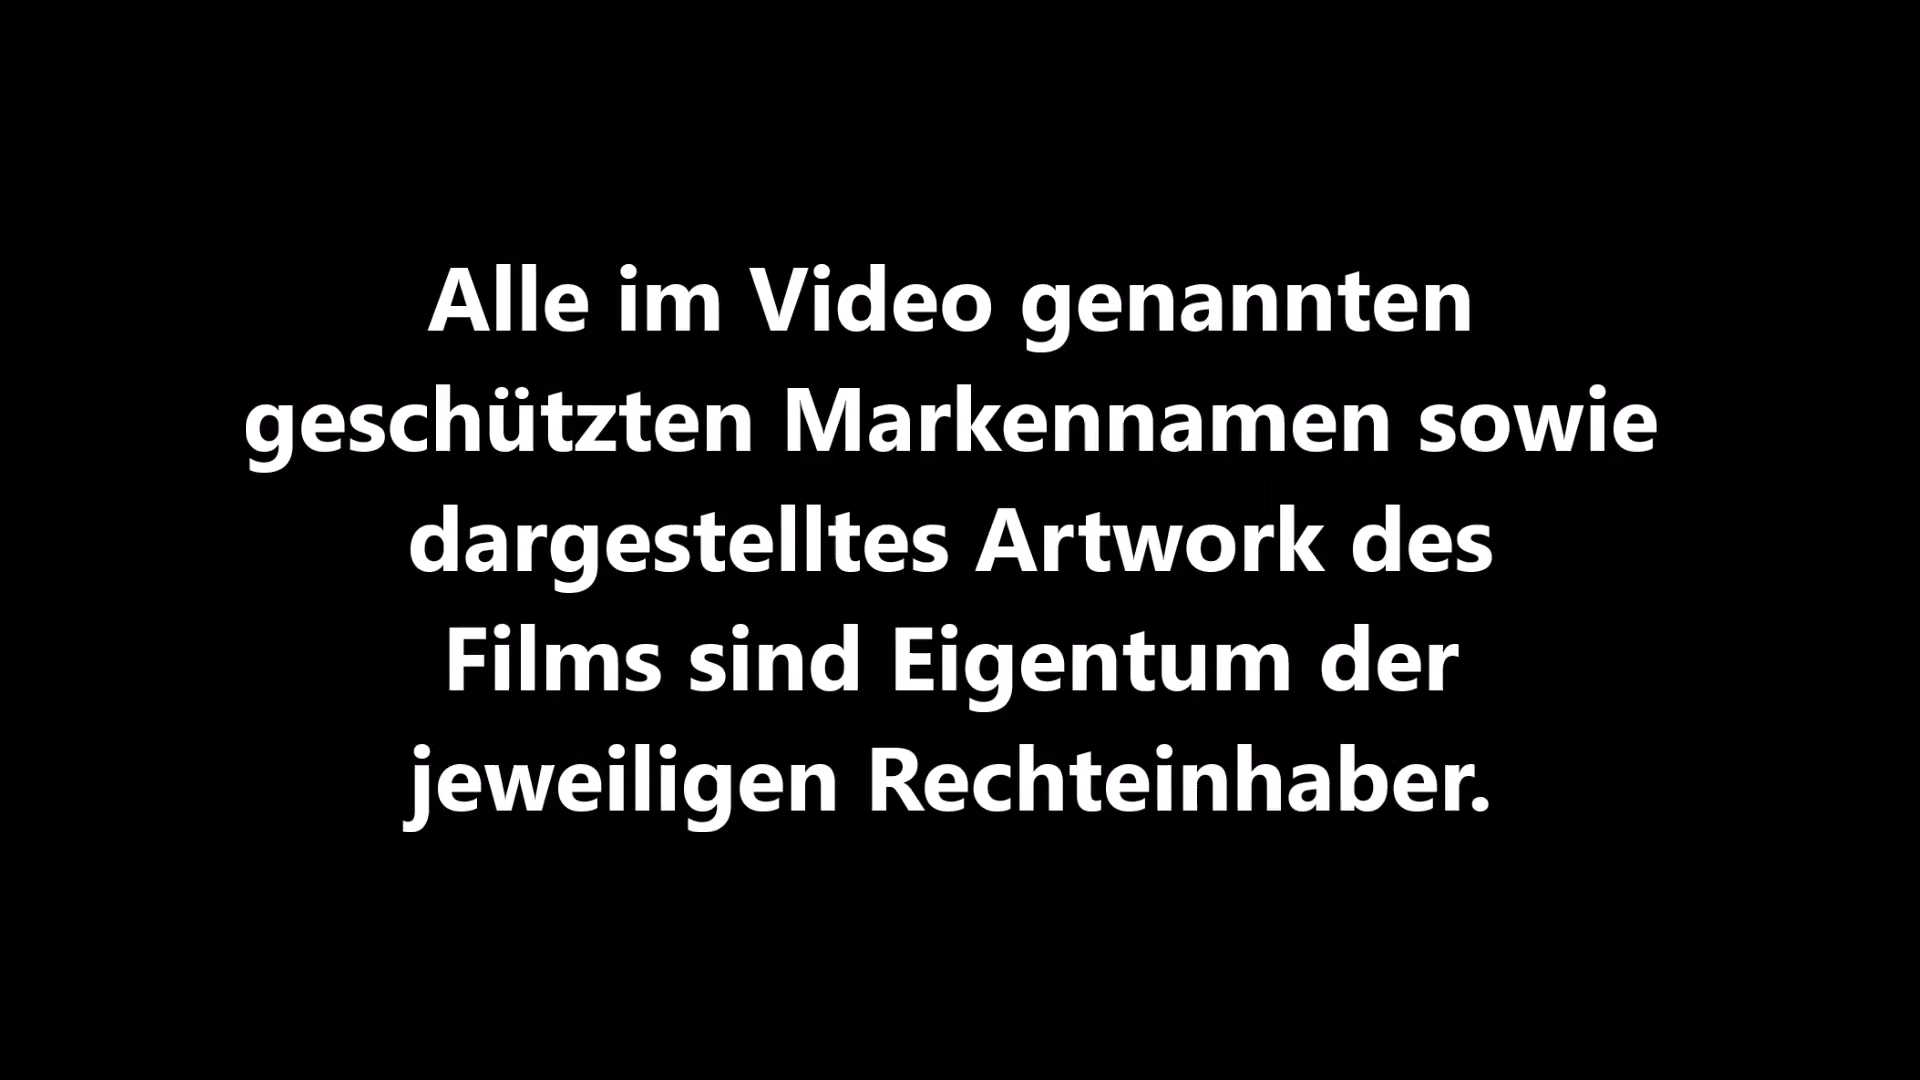 Alle im Video genannten
geschützten Markennamen sowie
dargestelltes Artwork des
Films sind Eigentum der
jeweiligen Rechteinhaber.